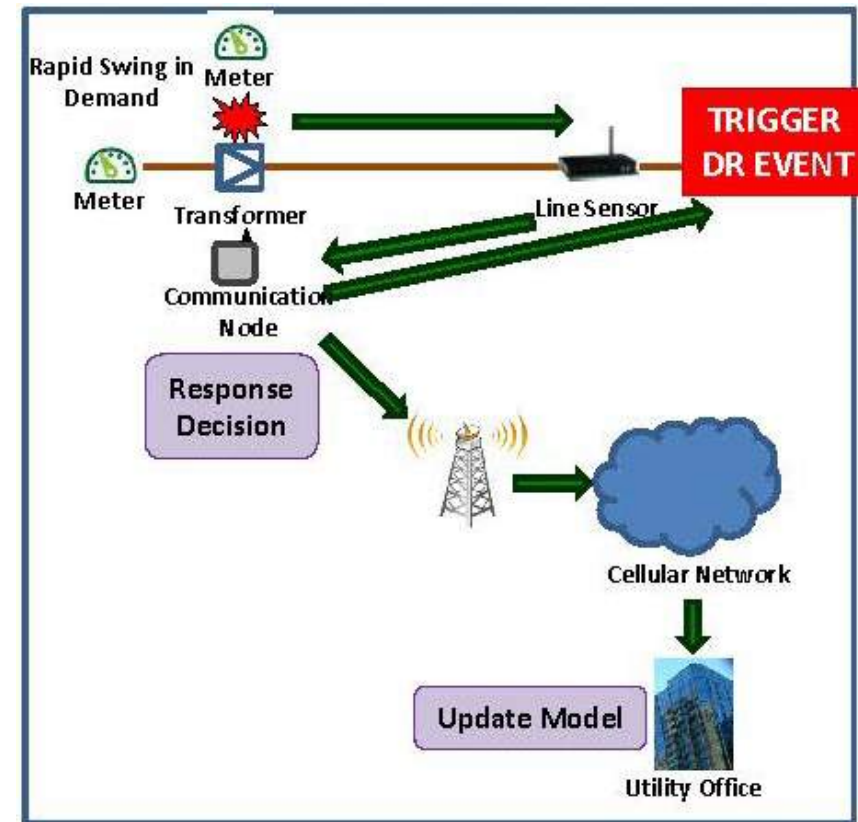 Rapid Swing in
Demand
Meter
TRIGGER
DR EVENT
Meter
Transformer
Line Sensor
Communication
Node
Response
Decision
Cellular Network
Update Model
Utility Office